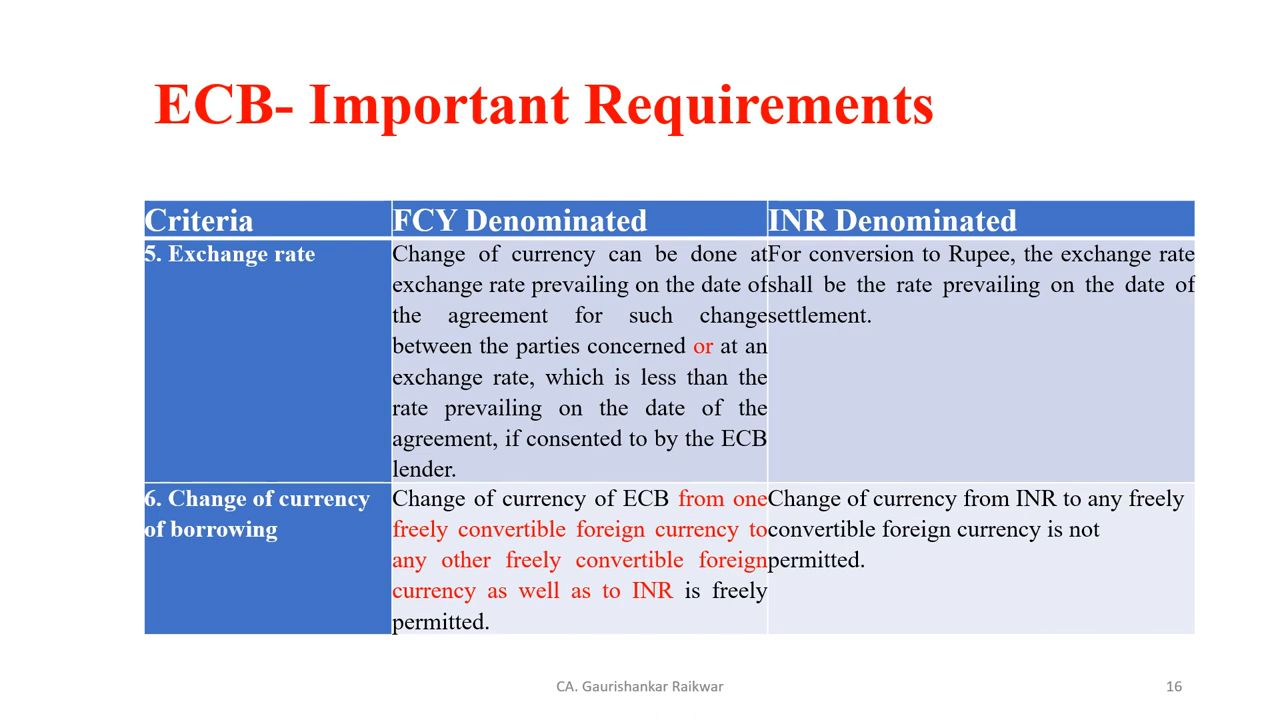 ECB- Important Requirements
Criteria
FCY Denominated
INR Denominated
5. Exchange rate
Change of currency can be done at
exchange rate prevailing on the date of
the agreement for such change
between the parties concerned or at an
exchange rate, which is less than the
rate prevailing on the date of the
agreement, if consented to by the ECB
lender.
For conversion to Rupee, the exchange rate
shall be the rate prevailing on the date of
settlement.
6. Change of currency
of borrowing
Change of currency of ECB from one
freely convertible foreign currency to
any other freely convertible foreign
currency as well as to INR is freely
permitted.
Change of currency from INR to any freely
convertible foreign currency is not
permitted.
CA. Gaurishankar Raikwar
16